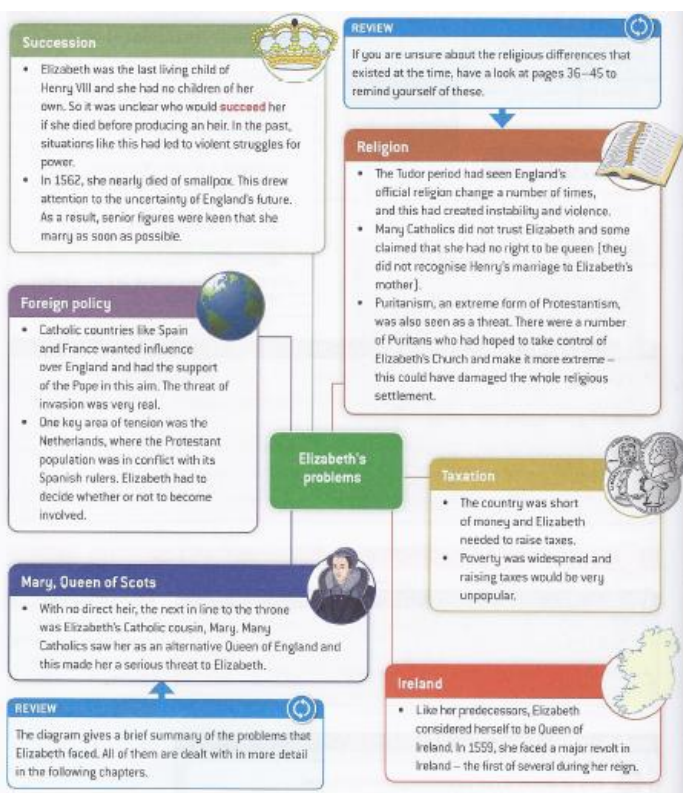 Succession
• Elizabeth was the last living child of
Henry VIII and she had no children of her
own. So it was unclear who would succeed her
if she died before producing an heir. In the past,
situations like this had led to violent struggles for
power.
• In 1562, she nearly died of smallpox. This drew
attention to the uncertainty of England's future.
As a result, senior figures were keen that she
marry as soon as possible.
REVIEW
If you are unsure about the religious differences that
existed at the time, have a look at pages 36–45 to
remind yourself of these.
Religion
• The Tudor period had seen England's
official religion change a number of times,
and this had created instability and violence.
• Many Catholics did not trust Elizabeth and some
claimed that she had no right to be queen (they
did not recognise Henry's marriage to Elizabeth's
mother).
• Puritanism, an extreme form of Protestantism,
was also seen as a threat. There were a number
of Puritans who had hoped to take control of
Elizabeth's Church and make it more extreme –
this could have damaged the whole religious
settlement.
Foreign policy
• Catholic countries like Spain
and France wanted influence
over England and had the support
of the Pope in this aim. The threat of
invasion was very real.
• One key area of tension was the
Netherlands, where the Protestant
population was in conflict with its
Spanish rulers. Elizabeth had to
decide whether or not to become
involved.
Elizabeth's
problems
Taxation
• The country was short
of money and Elizabeth
needed to raise taxes.
• Poverty was widespread and
raising taxes would be very
unpopular.
Mary, Queen of Scots
• With no direct heir, the next in line to the throne
was Elizabeth's Catholic cousin, Mary. Many
Catholics saw her as an alternative Queen of England and
this made her a serious threat to Elizabeth.
REVIEW
The diagram gives a brief summary of the problems that
Elizabeth faced. All of them are dealt with in more detail
in the following chapters.
Ireland
• Like her predecessors, Elizabeth
considered herself to be Queen of
Ireland. In 1559, she faced a major revolt in
Ireland – the first of several during her reign.